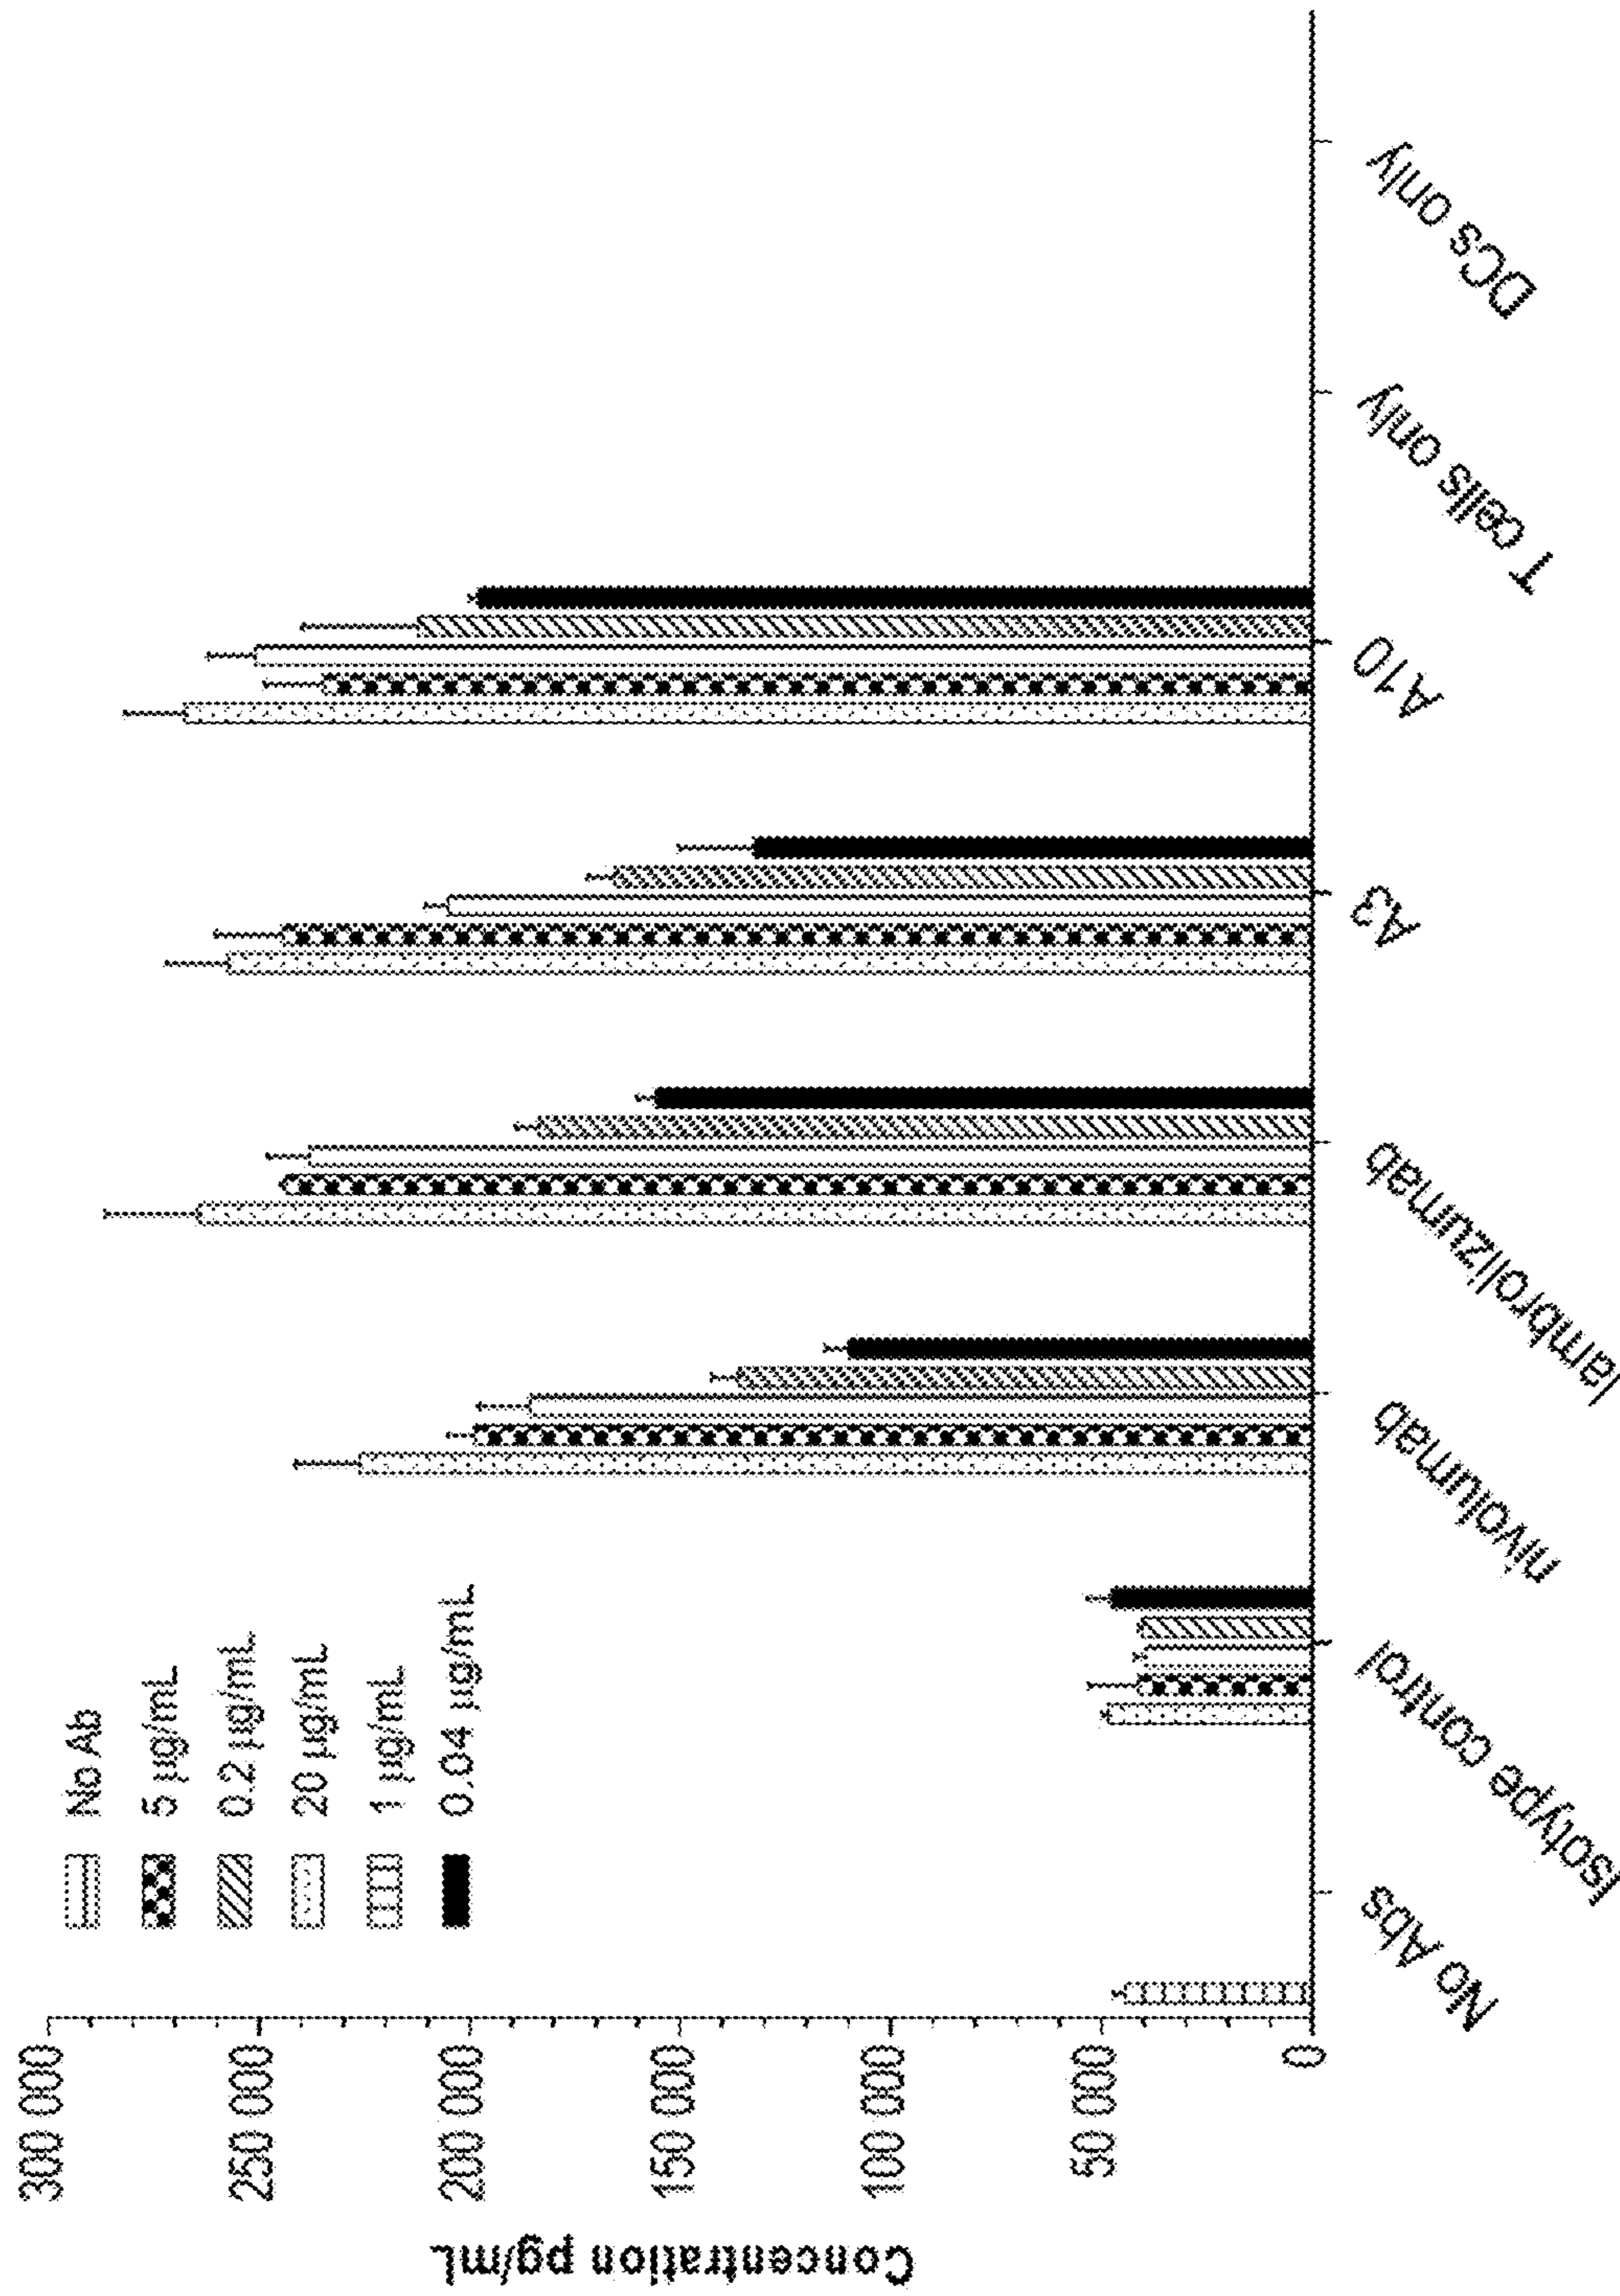 Concentration pg/mL
300 000
250 000
200 000
150 000
100 000
50 000
0
No Ab
5 µg/mL
0.2 µg/mL
20 µg/mL
1 µg/mL
0.04 µg/mL
No Abs
Isotype control
nivolumab
lambrolizumab
A3
A10
T cells only
DCs only